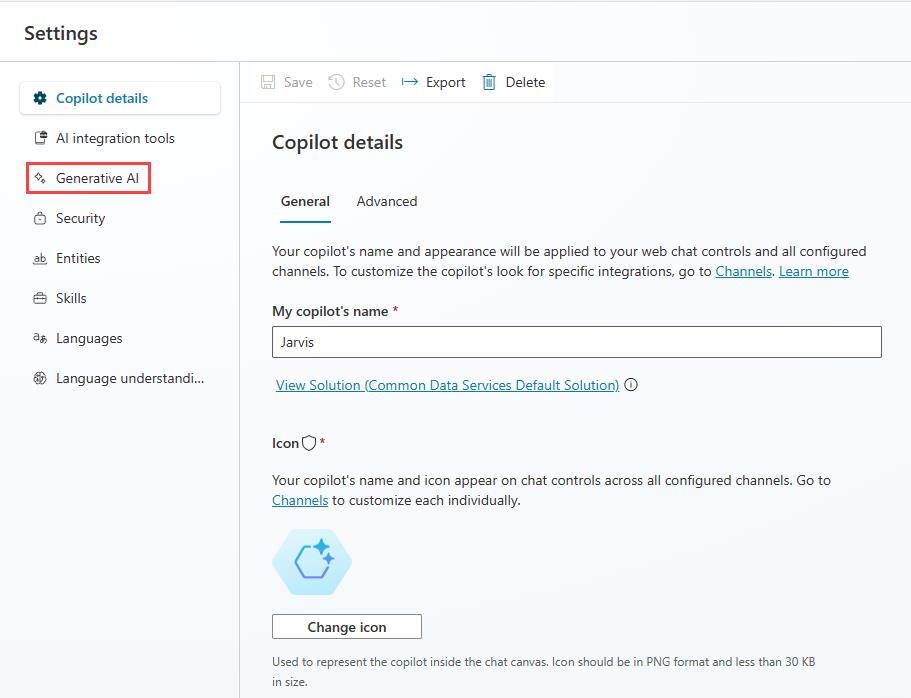 Settings
Copilot details
AI integration tools
Generative AI
Security
Entities
Skills
Languages
Language understandi...
Save
Reset
Export
Delete
Copilot details
General
Advanced
Your copilot's name and appearance will be applied to your web chat controls and all configured
channels. To customize the copilot's look for specific integrations, go to Channels. Learn more
My copilot's name *
Jarvis
View Solution (Common Data Services Default Solution)
Icon *
Your copilot's name and icon appear on chat controls across all configured channels. Go to
Channels to customize each individually.
Change icon
Used to represent the copilot inside the chat canvas. Icon should be in PNG format and less than 30 KB
in size.